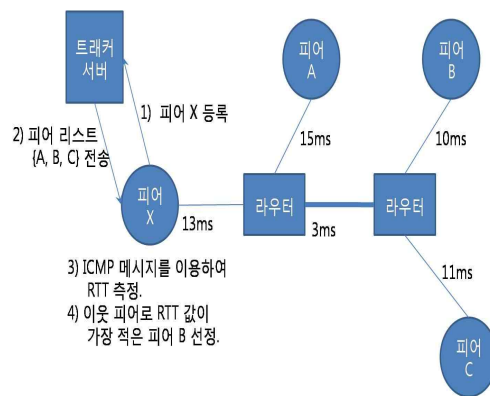 트래커
서버
피어
A
피어
B
1) 피어 X 등록
2) 피어 리스트
{A, B, C} 전송
15ms
10ms
피어
X
라우터
라우터
13ms
3ms
3) ICMP 메시지를 이용하여
RTT 측정.
4) 이웃 피어로 RTT 값이
가장 적은 피어 B 선정.
11ms
피어
C